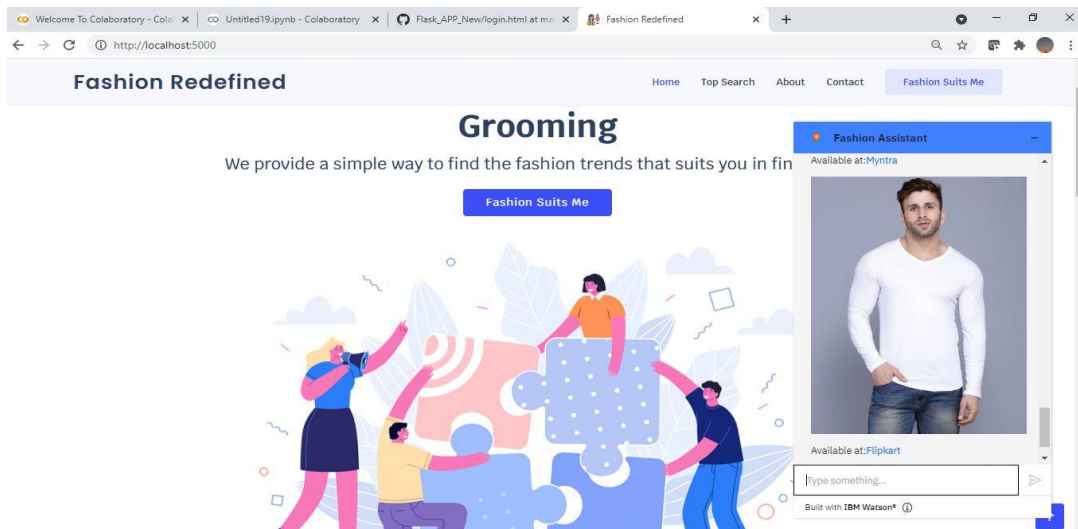 Welcome To Colaboratory - Cola
Untitled19.ipynb - Colaboratory
Flask_APP_New/login.html at ma
Fashion Redefined
http://localhost:5000
Fashion Redefined
Home Top Search About Contact Fashion Suits Me
Grooming
We provide a simple way to find the fashion trends that suits you in fin
Fashion Suits Me
Fashion Assistant
Available at:Myntra
Available at:Flipkart
Type something...
Built with IBM Watson®